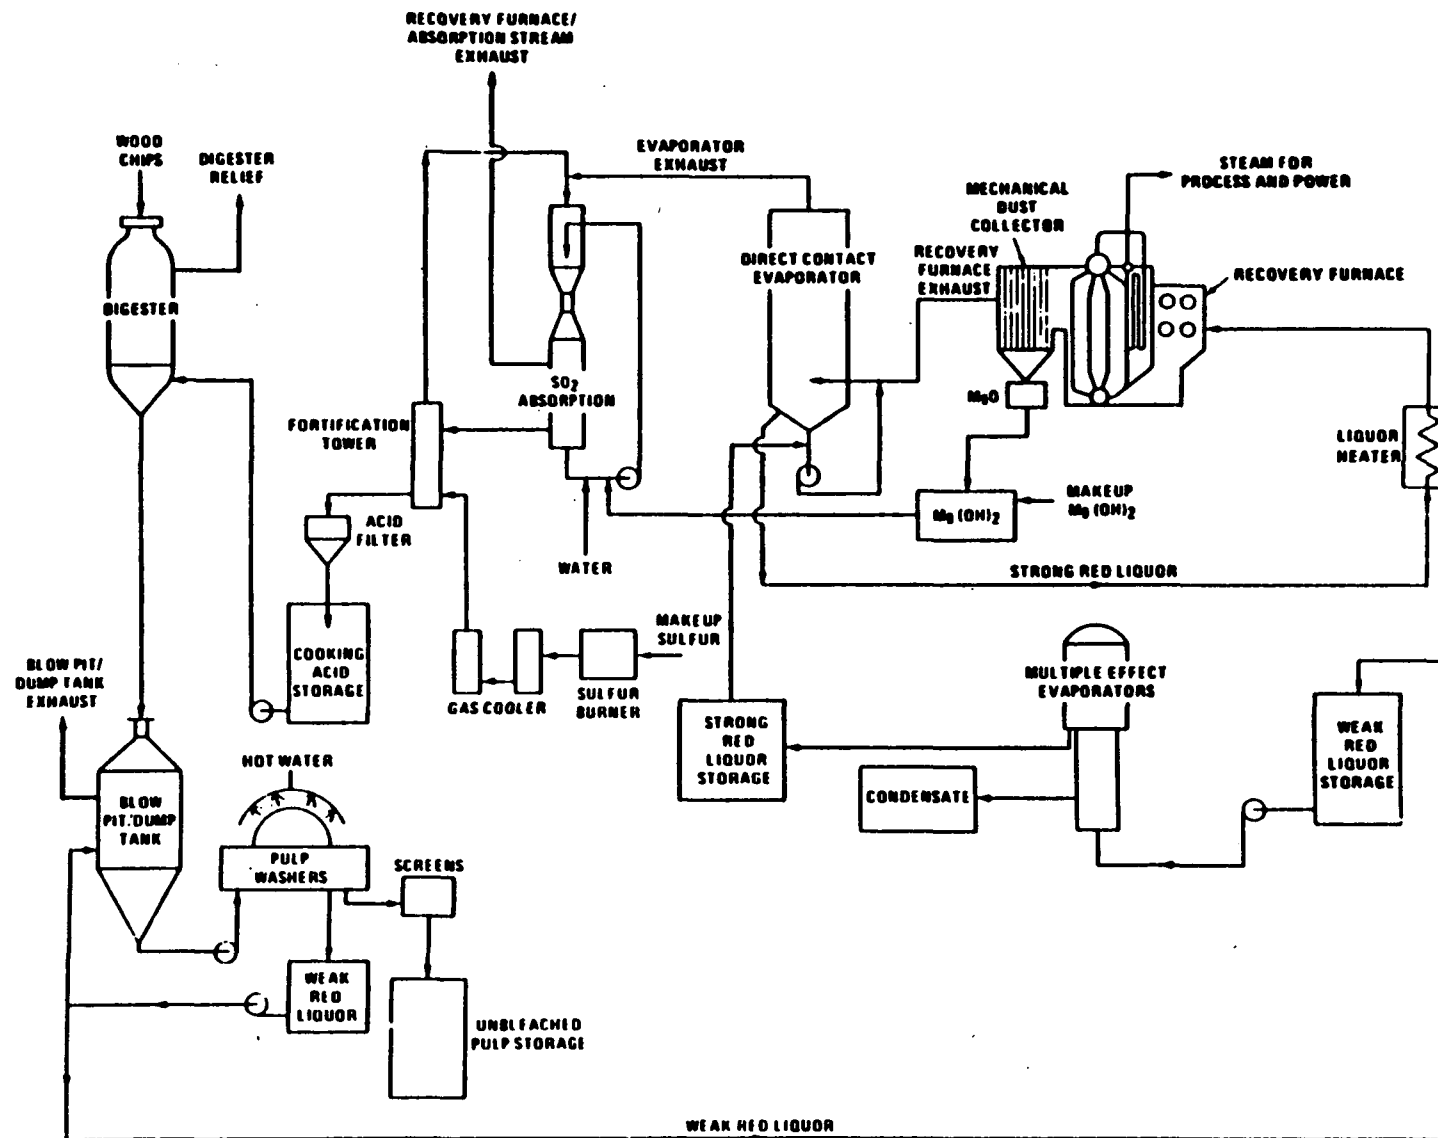 RECOVERY FURNACE/
ABSORPTION STREAM
EXHAUST
WOOD
CHIPS
DIGESTER
RELIEF
EVAPORATOR
EXHAUST
STEAM FOR
PROCESS AND POWER
MECHANICAL
DUST
COLLECTOR
DIRECT CONTACT
EVAPORATOR
RECOVERY
FURNACE
EXHAUST
RECOVERY FURNACE
DIGESTER
SO2
ABSORPTION
MgO
FORTIFICATION
TOWER
LIQUOR
HEATER
ACID
FILTER
Mg (OH)2
MAKEUP
Mg (OH)2
WATER
STRONG RED LIQUOR
MAKEUP
SULFUR
COOKING
ACID
STORAGE
BLOW PIT/
DUMP TANK
EXHAUST
GAS COOLER
SULFUR
BURNER
MULTIPLE EFFECT
EVAPORATORS
STRONG
RED
LIQUOR
STORAGE
WEAK
RED
LIQUOR
STORAGE
HOT WATER
CONDENSATE
BLOW
PIT/DUMP
TANK
PULP
WASHERS
SCREENS
WEAK
RED
LIQUOR
UNBLEACHED
PULP STORAGE
WEAK RED LIQUOR